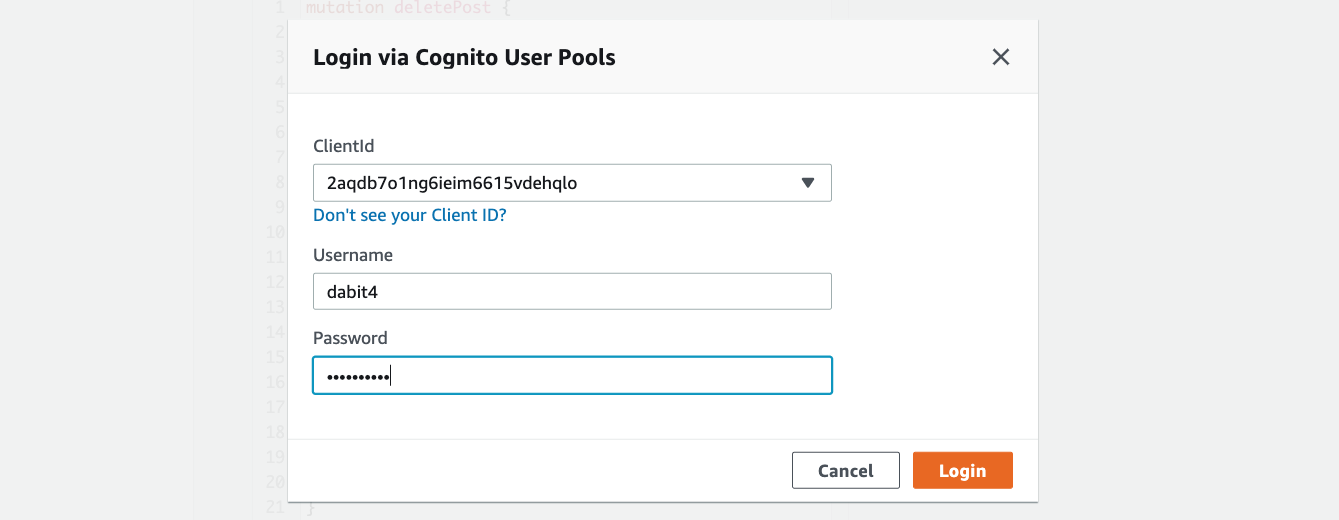 1 mutation deletePost {
2
3
4
5
6
7
8
9
10
11
12
13
14
15
16
17
18
19
20
21 }
Login via Cognito User Pools
ClientId
2aqdb7o1ng6ieim6615vdehqlo
Don't see your Client ID?
Username
dabit4
Password
••••••••••
Cancel
Login